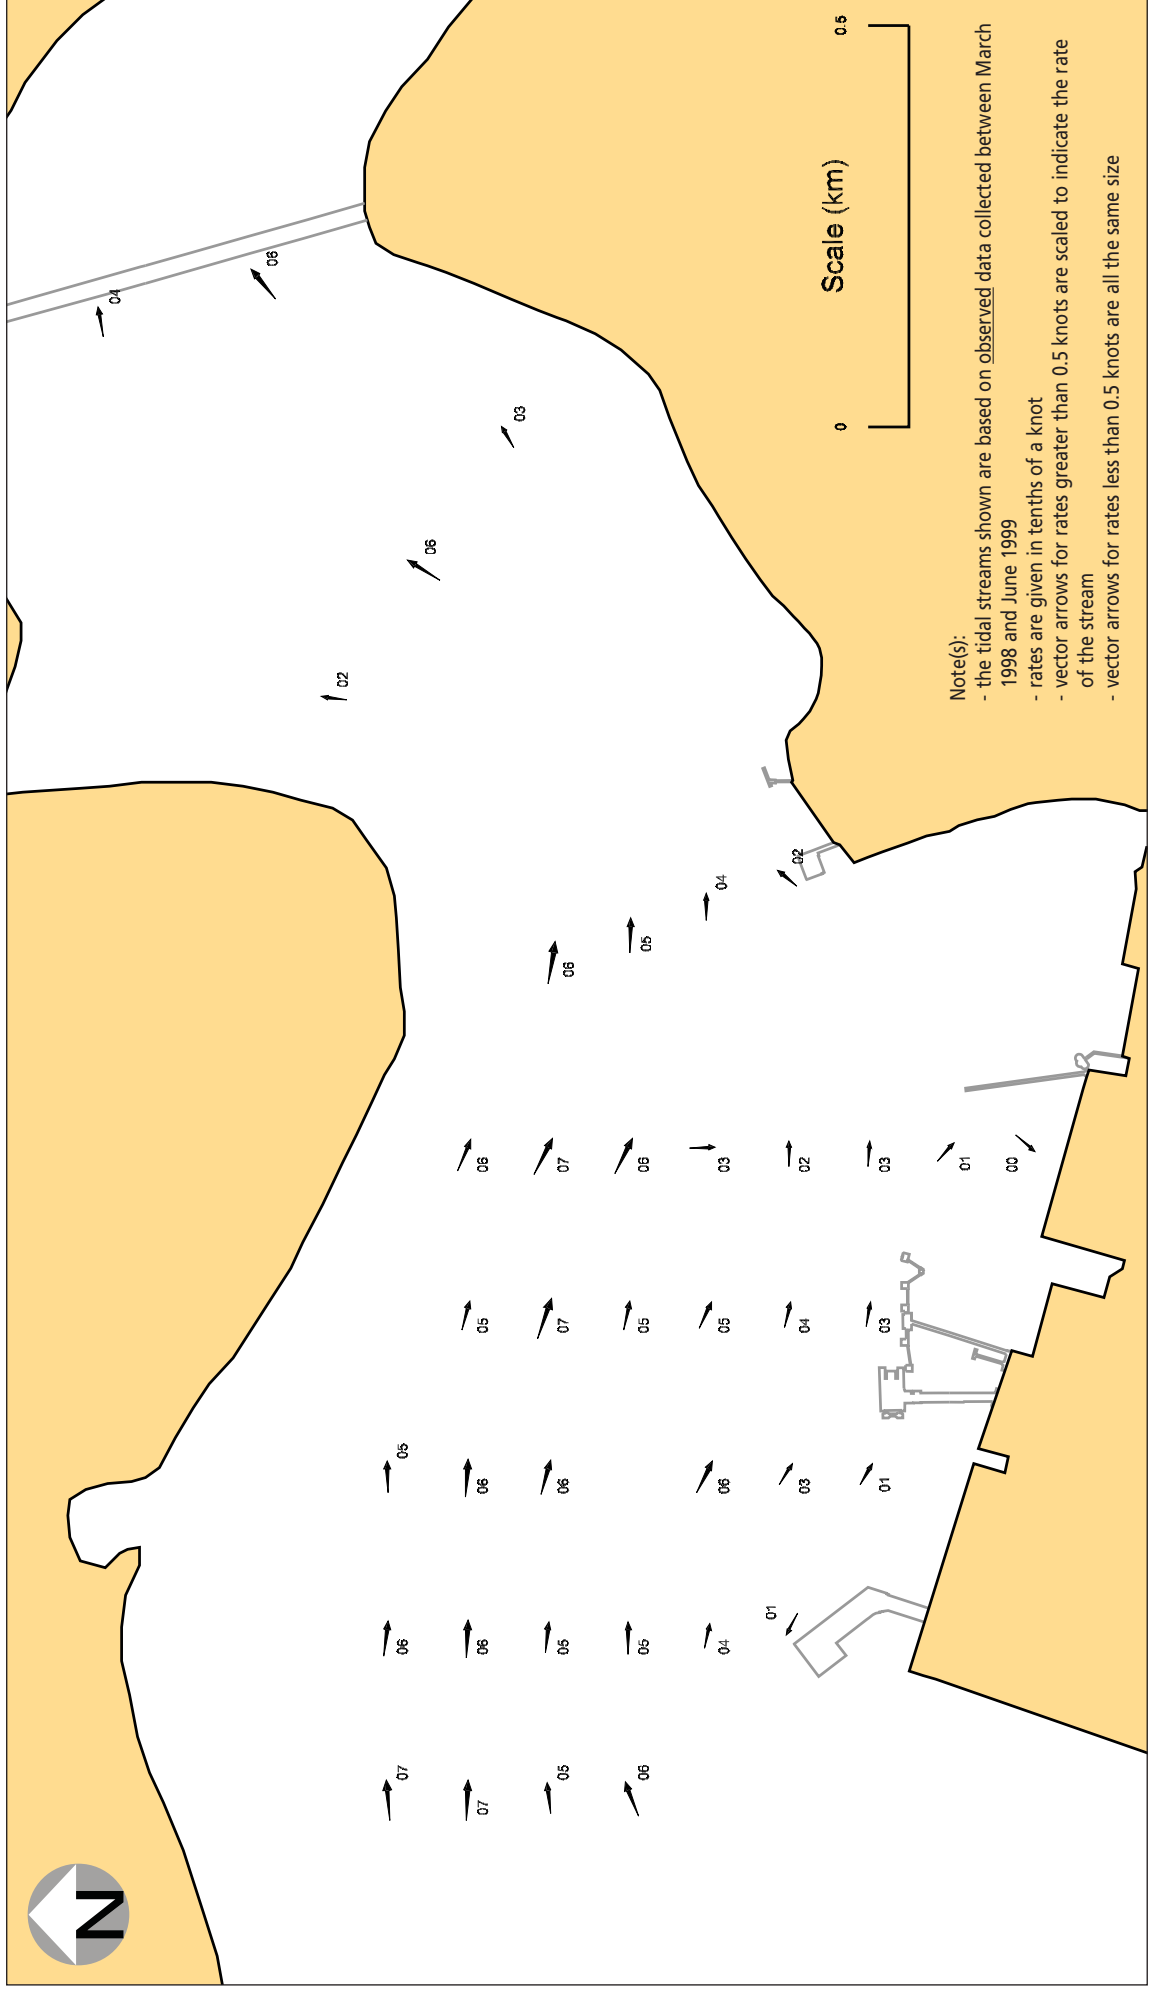 N
04
06
02
07 06 05
06
07 06 06 05 06
03
05 05 06 07 07 06
06 05 05 06 05
04 06 05 03 04
01
03 04 02 02
Scale (km)
0 0.5
01 03 03
01
00
Note(s):
- the tidal streams shown are based on observed data collected between March
1998 and June 1999
- rates are given in tenths of a knot
- vector arrows for rates greater than 0.5 knots are scaled to indicate the rate
of the stream
- vector arrows for rates less than 0.5 knots are all the same size